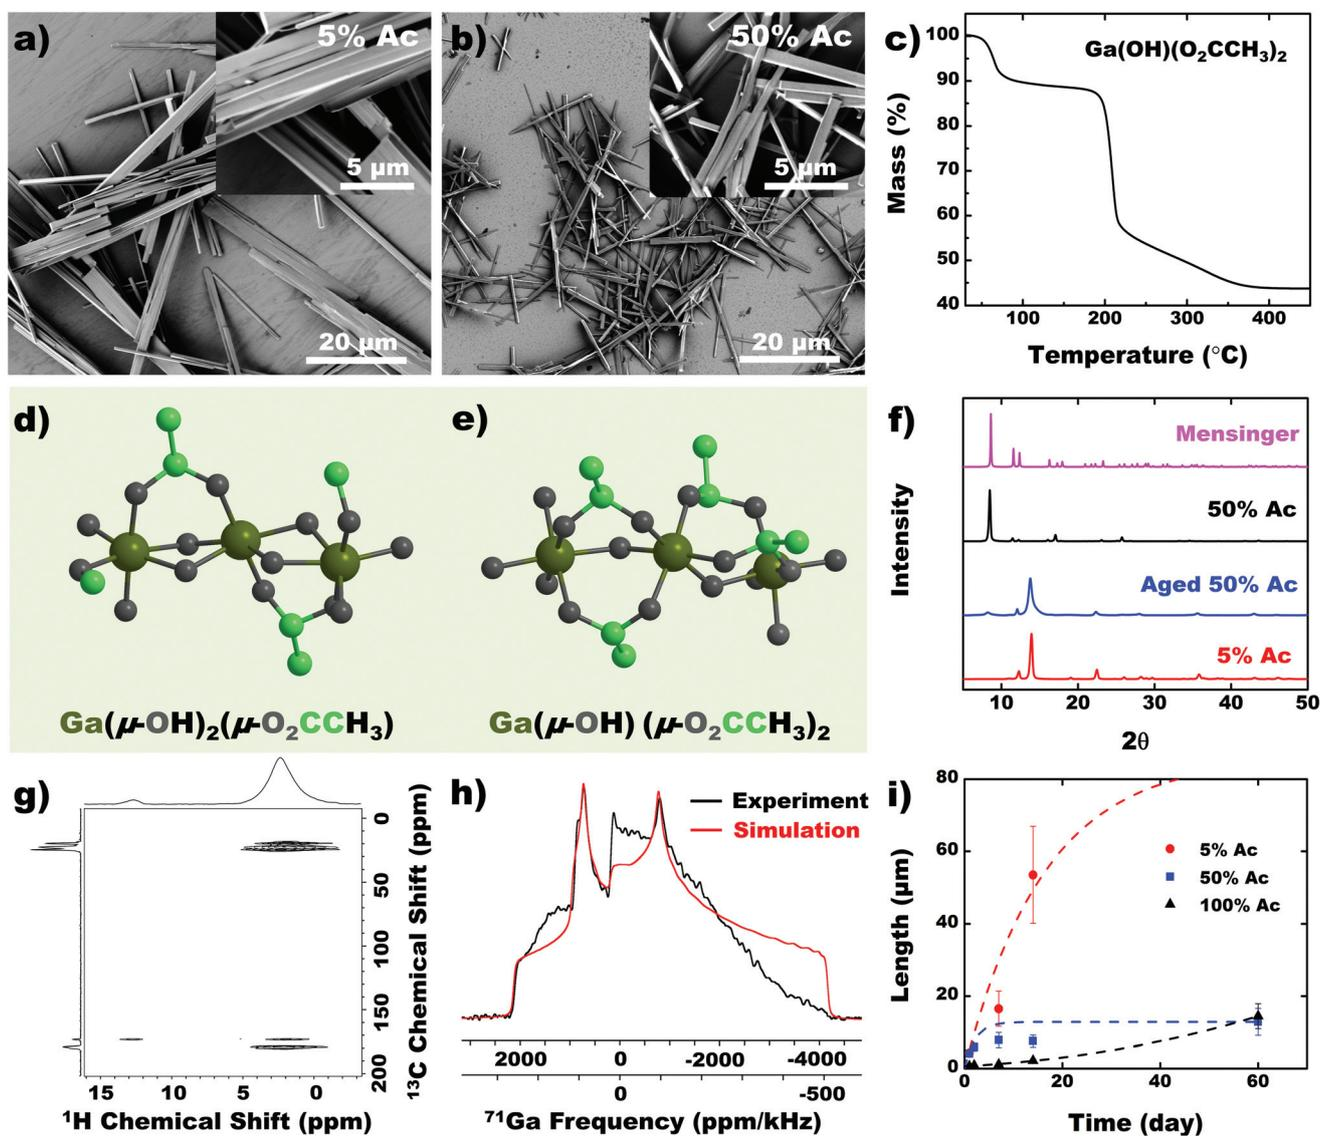 a)
5% Ac
5 µm
20 µm
b)
50% Ac
5 µm
20 µm
c)
Ga(OH)(O₂CCH₃)₂
Mass (%)
100
90
80
70
60
50
40
100 200 300 400
Temperature (°C)
d)
Ga(µ-OH)₂(µ-O₂CCH₃)
e)
Ga(µ-OH) (µ-O₂CCH₃)₂
f)
Intensity
Mensinger
50% Ac
Aged 50% Ac
5% Ac
10 20 30 40 50
2θ
g)
0
50
100
150
200
¹³C Chemical Shift (ppm)
15 10 5 0
¹H Chemical Shift (ppm)
h)
Experiment
Simulation
2000 0 -2000 -4000
0 -500
⁷¹Ga Frequency (ppm/kHz)
i)
Length (µm)
80
60
40
20
0
5% Ac
50% Ac
100% Ac
0 20 40 60
Time (day)